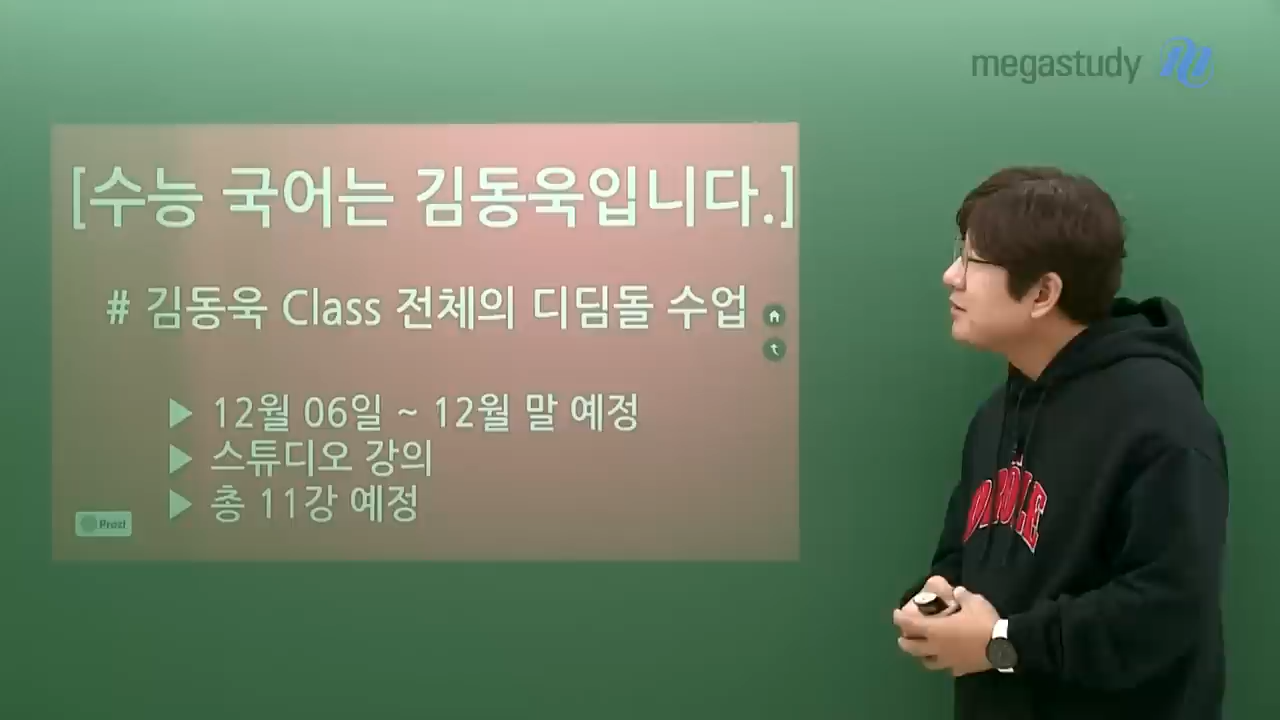 megastudy M
[수능 국어는 김동욱입니다.]
# 김동욱 Class 전체의 디딤돌 수업
▶ 12월 06일 ~ 12월 말 예정
▶ 스튜디오 강의
▶ 총 11강 예정
Prezi